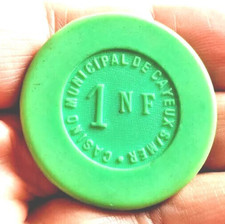 CASINO MUNICIPAL DE CAYEUX S/MER
1 NF